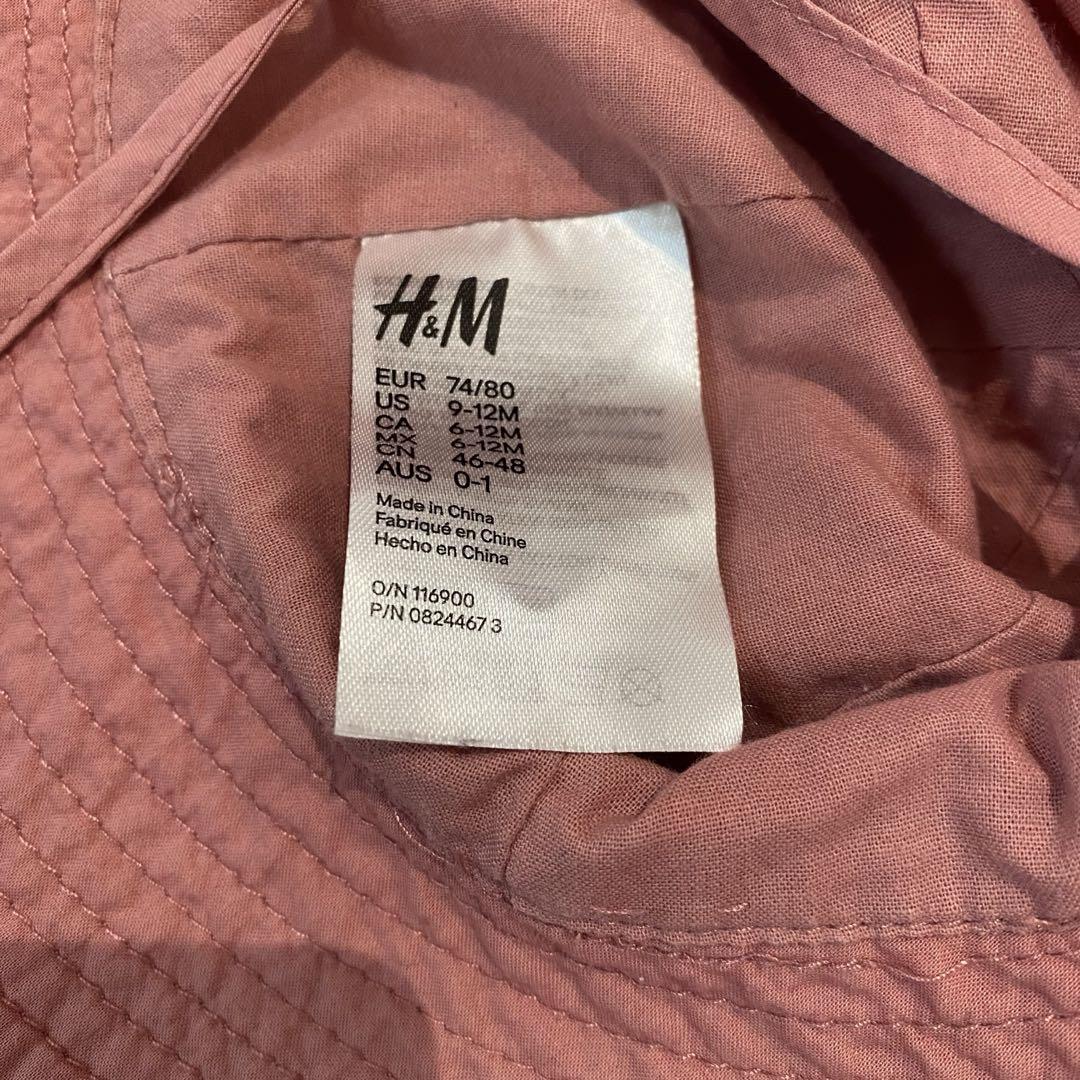 H&M
EUR 74/80
US 9-12M
CA 6-12M
MX 6-12M
CN 46-48
AUS 0-1
Made in China
Fabriqué en Chine
Hecho en China
O/N 116900
P/N 0824467 3